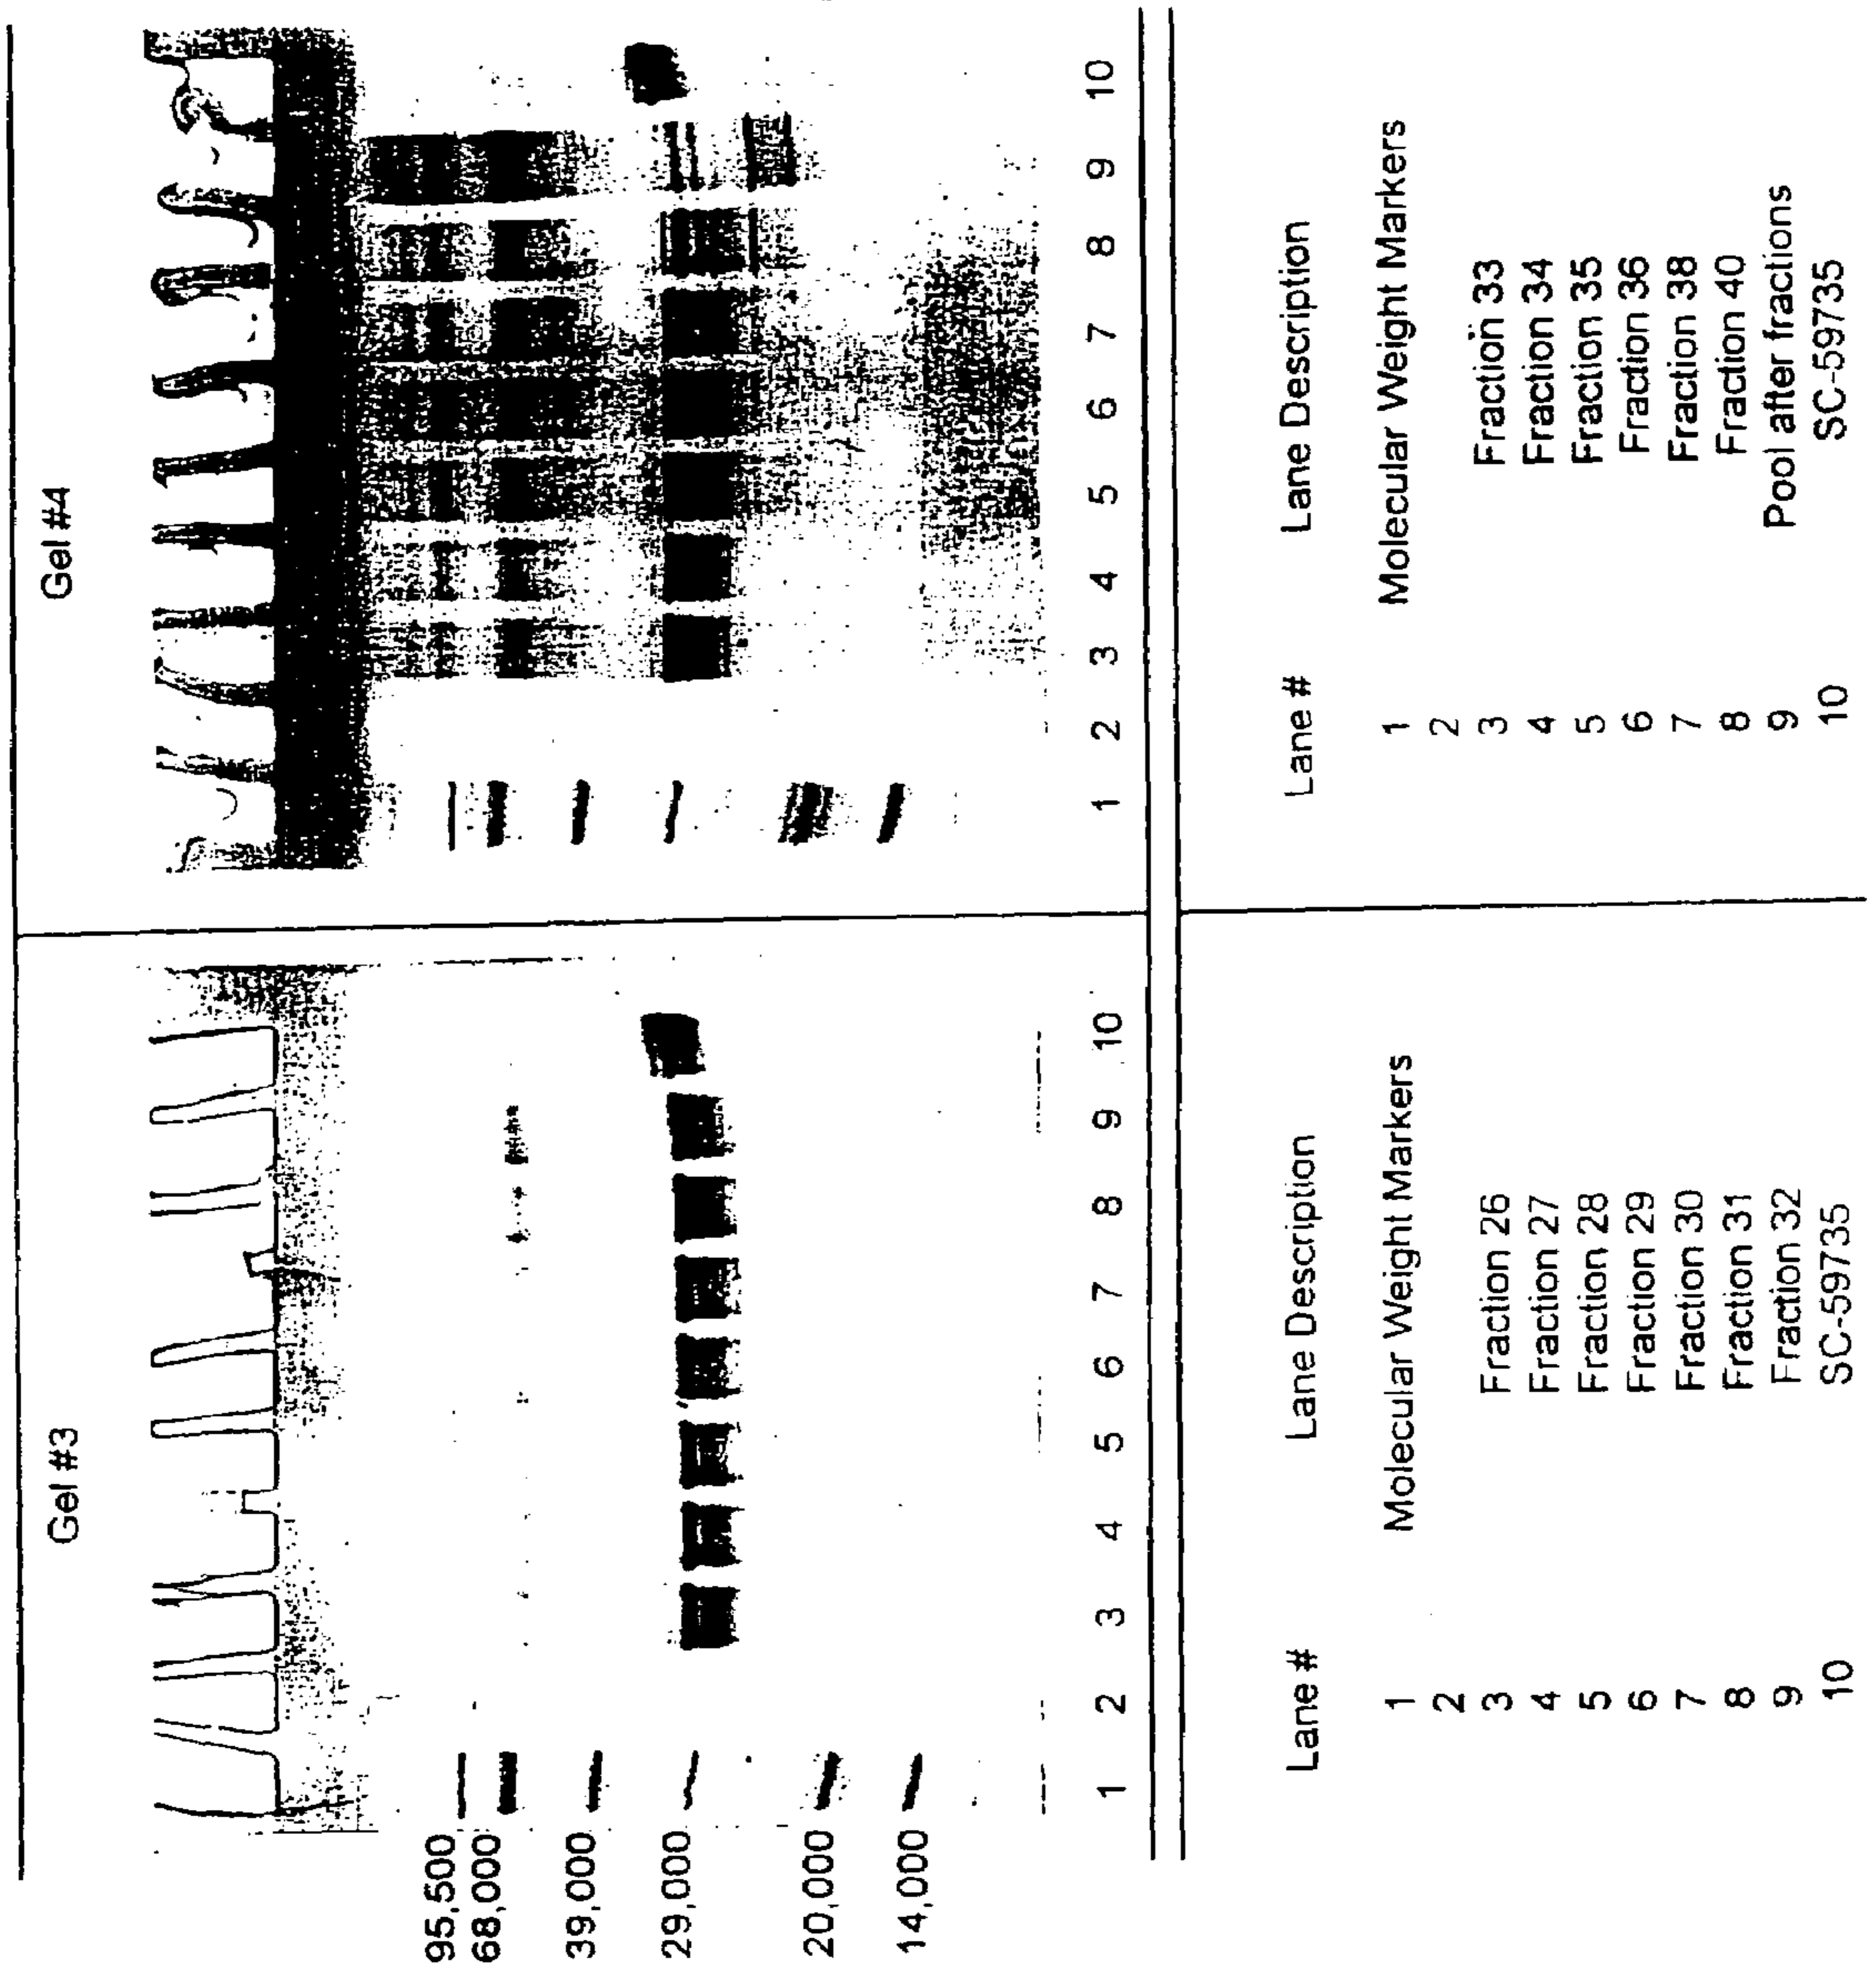 Gel #3
Gel #4
95,500
68,000
39,000
29,000
20,000
14,000
1 2 3 4 5 6 7 8 9 10
1 2 3 4 5 6 7 8 9 10
Lane # Lane Description
1 Molecular Weight Markers
2
3 Fraction 26
4 Fraction 27
5 Fraction 28
6 Fraction 29
7 Fraction 30
8 Fraction 31
9 Fraction 32
10 SC-59735
Lane # Lane Description
1 Molecular Weight Markers
2
3 Fraction 33
4 Fraction 34
5 Fraction 35
6 Fraction 36
7 Fraction 38
8 Fraction 40
9 Pool after fractions
10 SC-59735